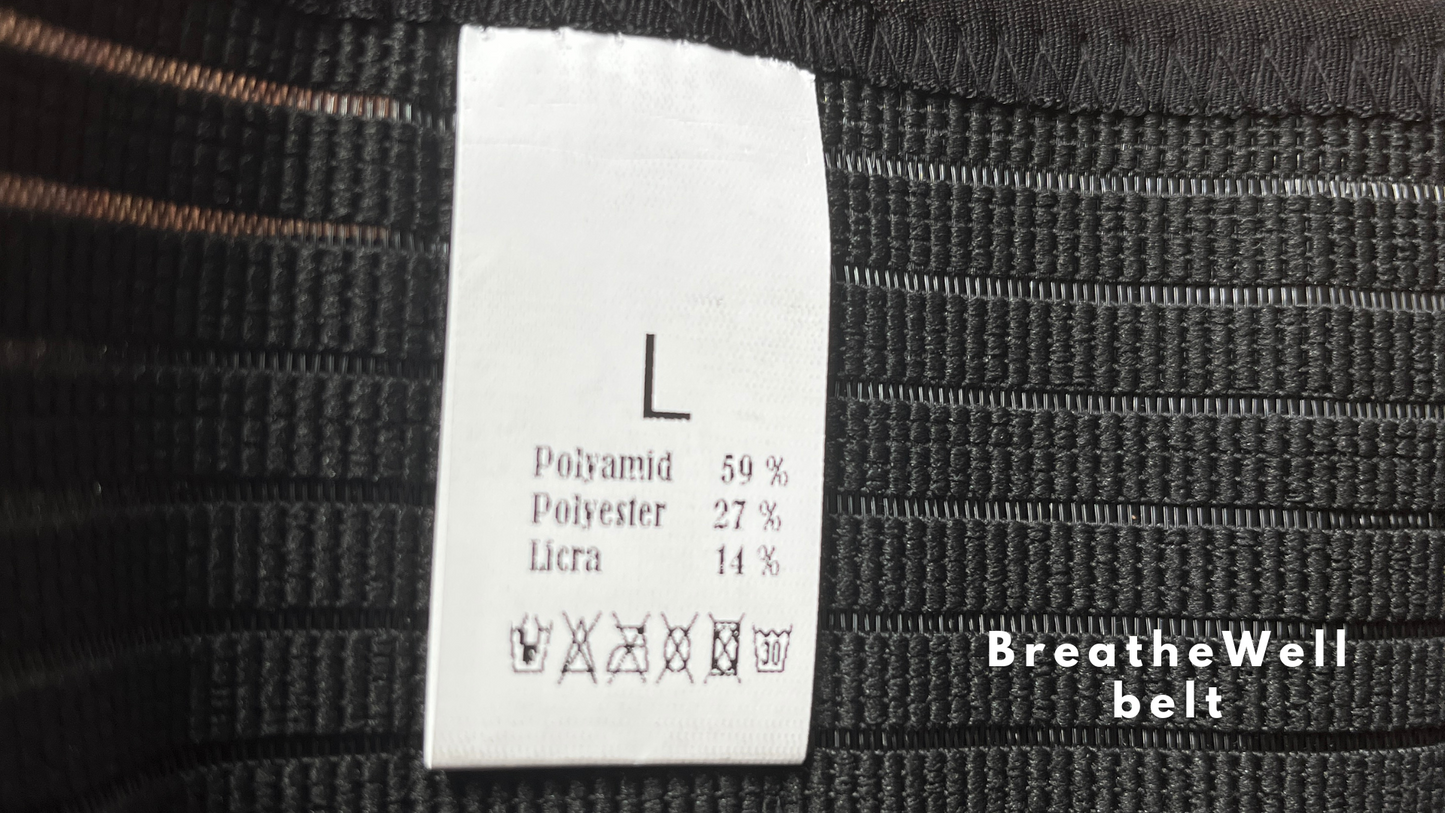 L
Polyamid 59 %
Polyester 27 %
Licra 14 %
30
BreatheWell
belt